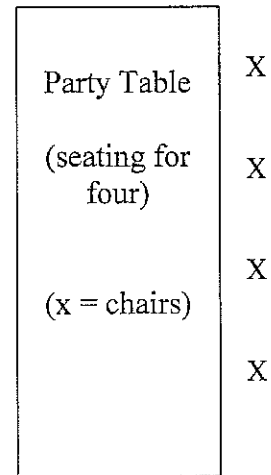 Party Table
X
(seating for
four)
X
(x = chairs)
X
X